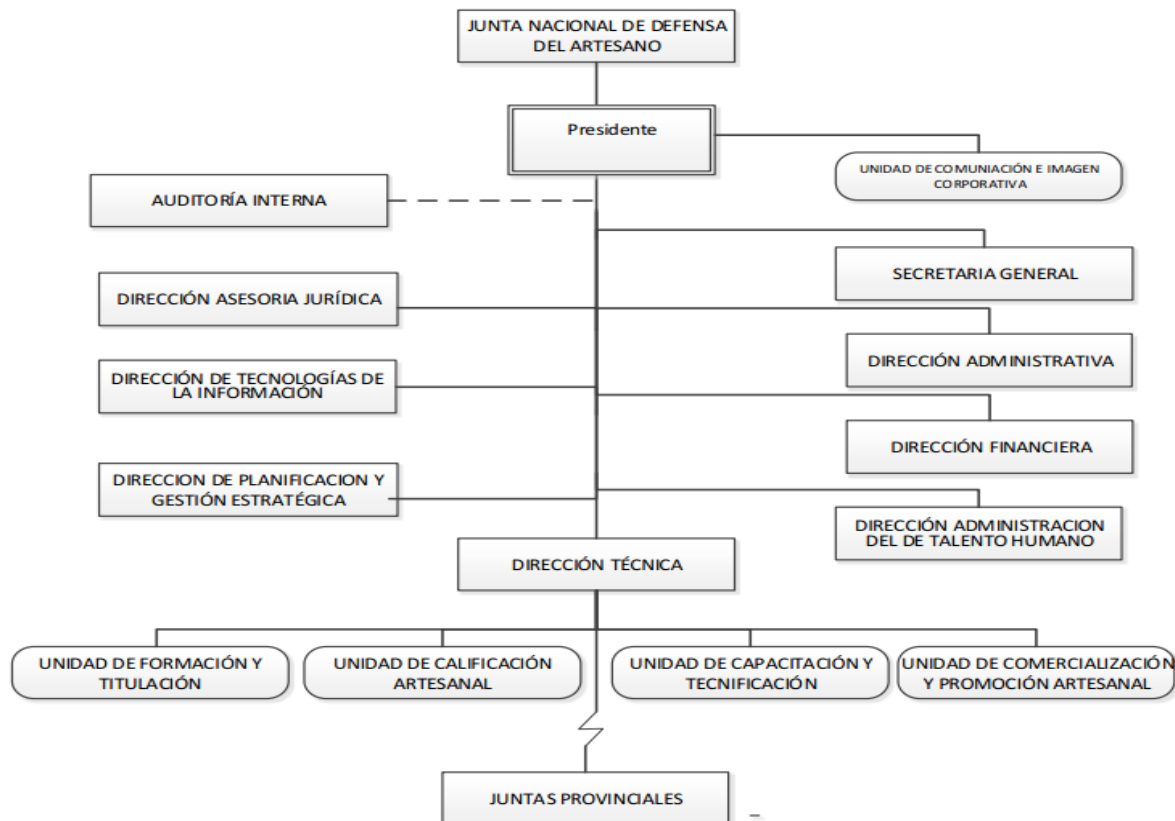 JUNTA NACIONAL DE DEFENSA
DEL ARTESANO
Presidente
UNIDAD DE COMUNIACIÓN E IMAGEN
CORPORATIVA
AUDITORÍA INTERNA
SECRETARIA GENERAL
DIRECCIÓN ASESORIA JURÍDICA
DIRECCIÓN ADMINISTRATIVA
DIRECCIÓN DE TECNOLOGÍAS DE
LA INFORMACIÓN
DIRECCIÓN FINANCIERA
DIRECCION DE PLANIFICACION Y
GESTIÓN ESTRATÉGICA
DIRECCIÓN ADMINISTRACION
DEL DE TALENTO HUMANO
DIRECCIÓN TÉCNICA
UNIDAD DE FORMACIÓN Y
TITULACIÓN
UNIDAD DE CALIFICACIÓN
ARTESANAL
UNIDAD DE CAPACITACIÓN Y
TECNIFICACIÓN
UNIDAD DE COMERCIALIZACIÓN
Y PROMOCIÓN ARTESANAL
JUNTAS PROVINCIALES